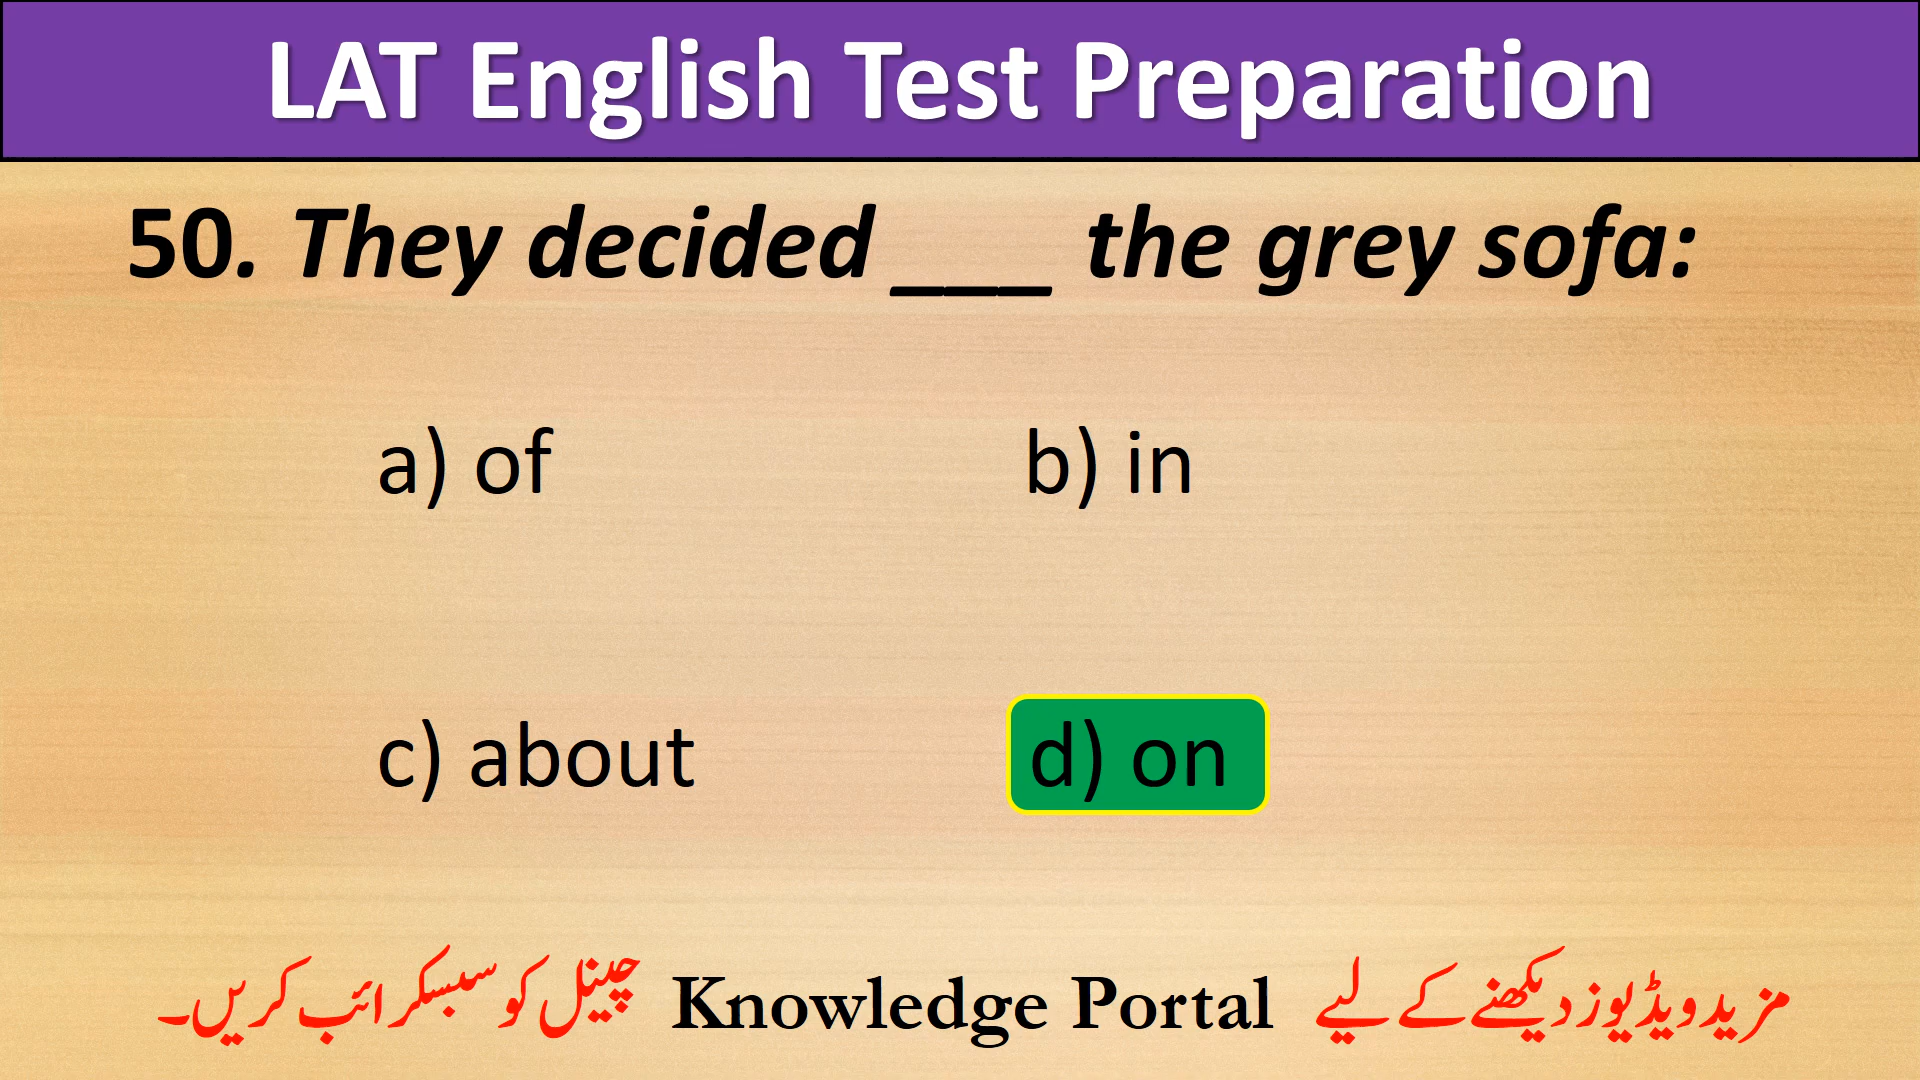 LAT English Test Preparation
50. They decided ___ the grey sofa:
a) of b) in
c) about d) on
مزید ویڈیوز دیکھنے کے لیے Knowledge Portal چینل کو سبسکرائب کریں۔